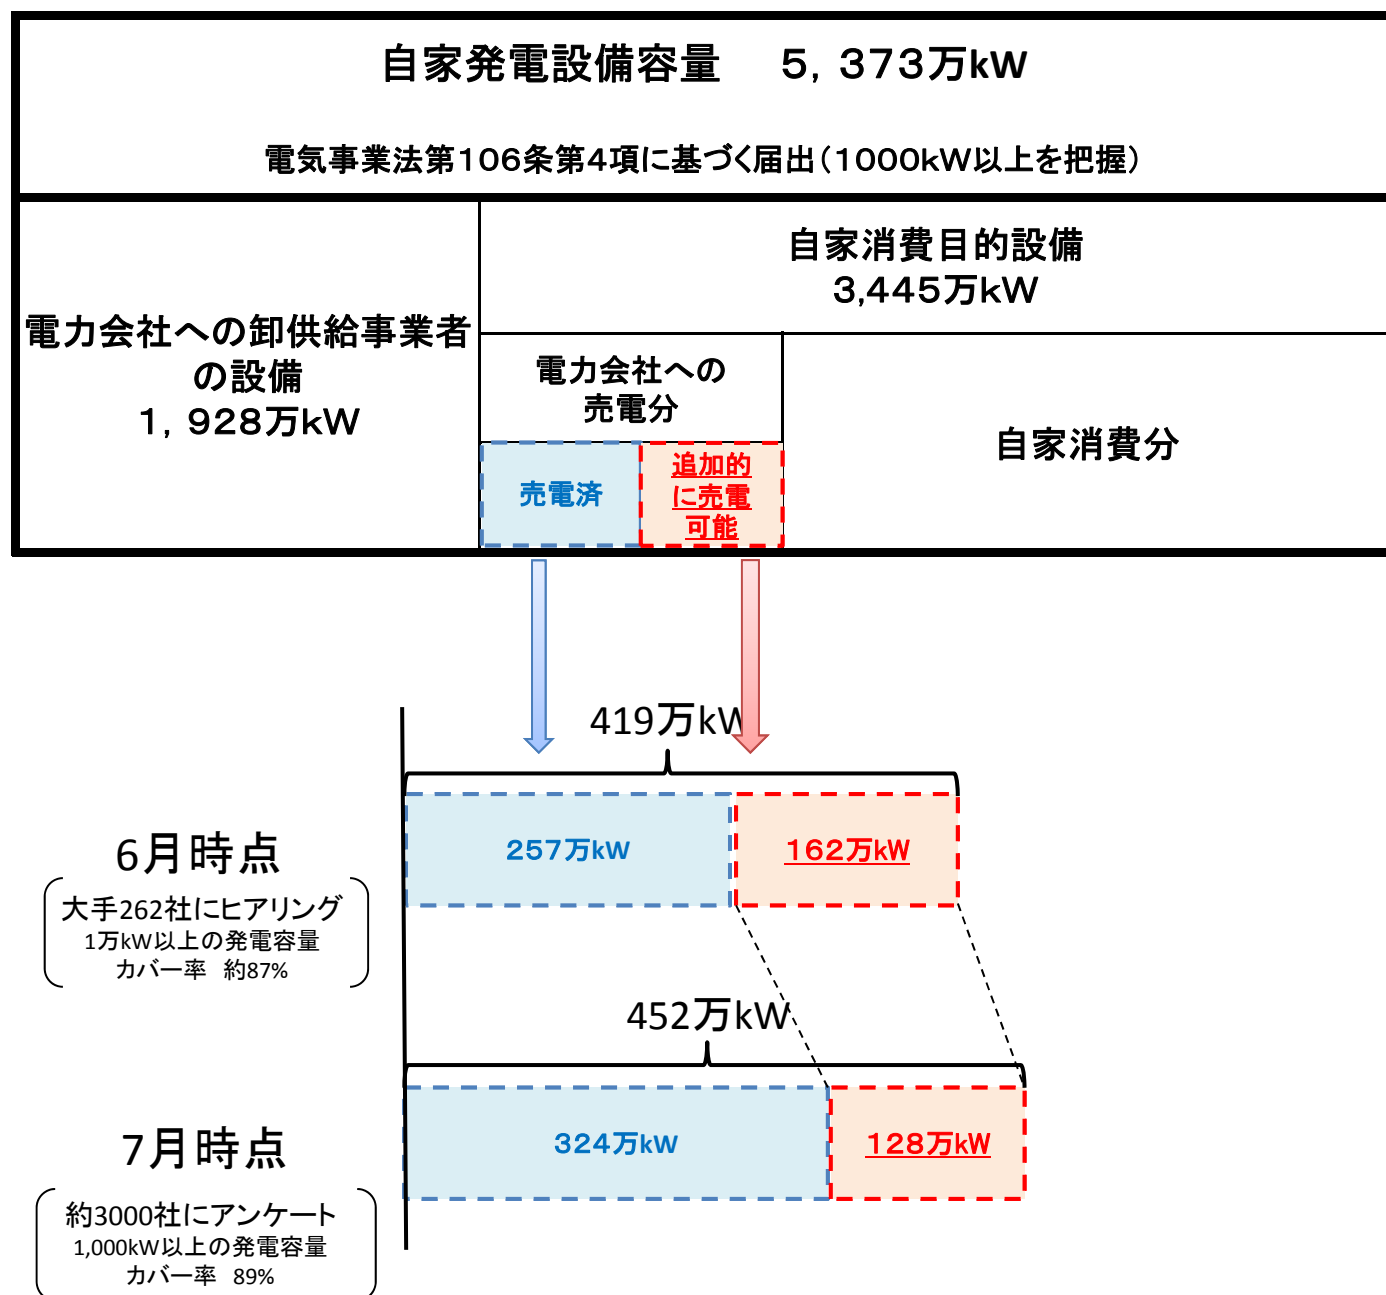 自家発電設備容量　５，３７３万kW
電気事業法第１０６条第４項に基づく届出（１０００kW以上を把握）
電力会社への卸供給事業者
の設備
１，９２８万kW
自家消費目的設備
３,４４５万kW
電力会社への
売電分
売電済
追加的
に売電
可能
自家消費分
419万kW
6月時点
大手262社にヒアリング
1万kW以上の発電容量
カバー率　約87%
257万kW
162万kW
452万kW
7月時点
約3000社にアンケート
1,000kW以上の発電容量
カバー率　89%
324万kW
128万kW